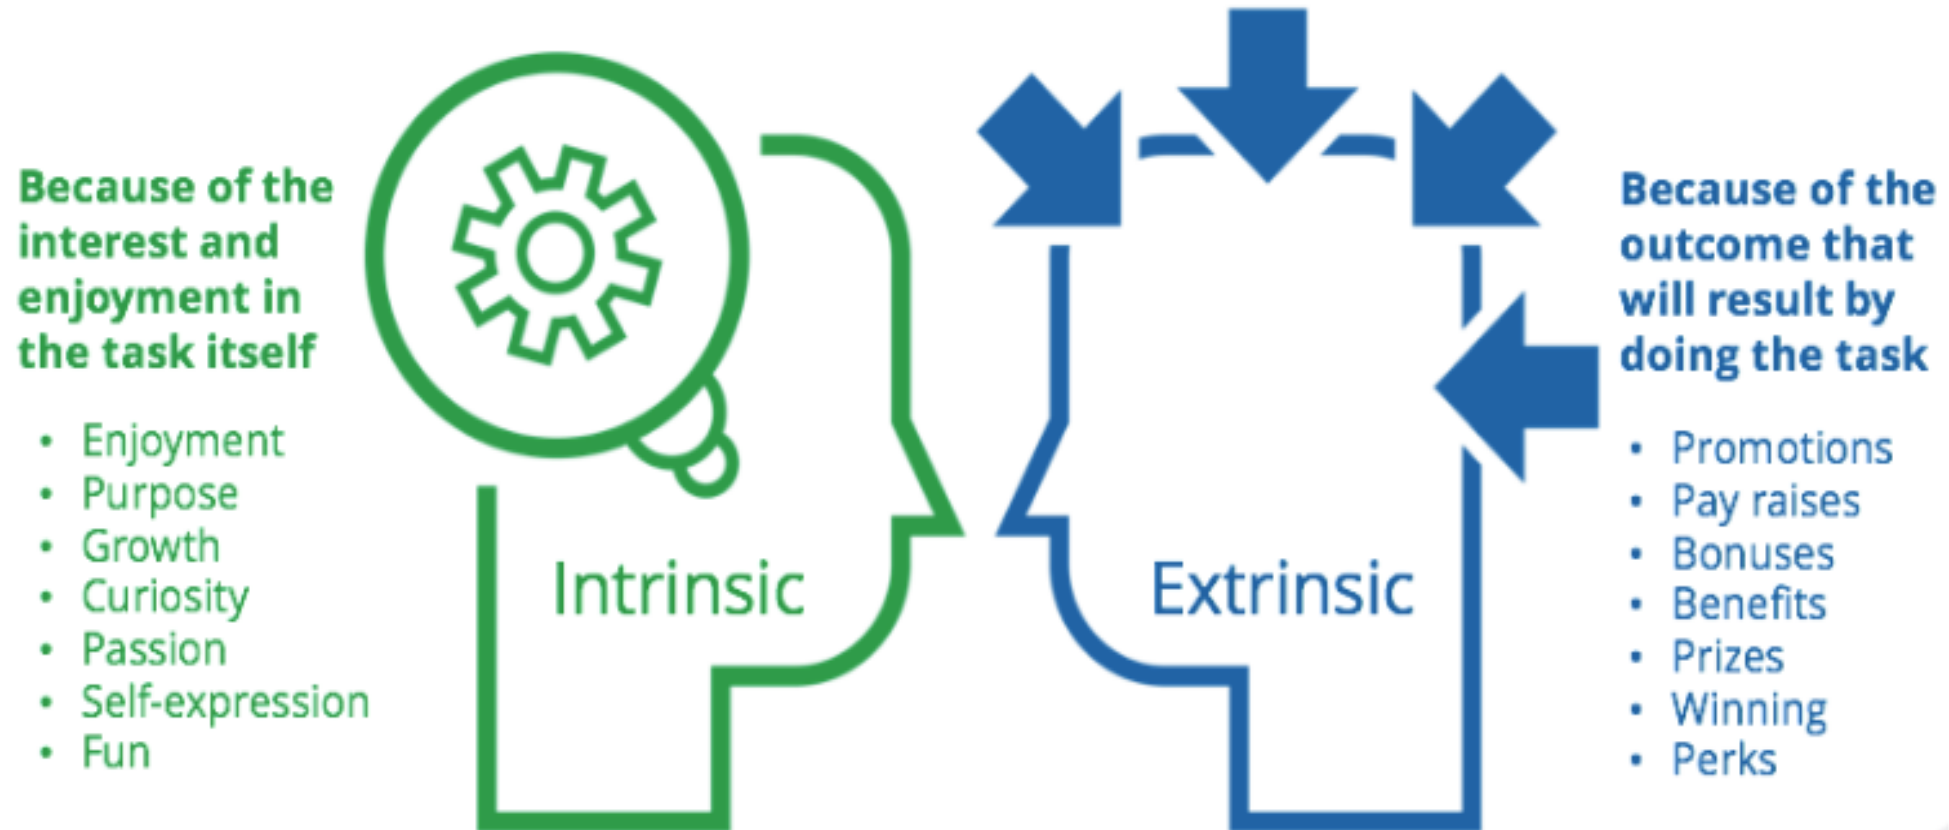 Because of the
interest and
enjoyment in
the task itself
• Enjoyment
• Purpose
• Growth
• Curiosity
• Passion
• Self-expression
• Fun
Intrinsic
Extrinsic
Because of the
outcome that
will result by
doing the task
• Promotions
• Pay raises
• Bonuses
• Benefits
• Prizes
• Winning
• Perks